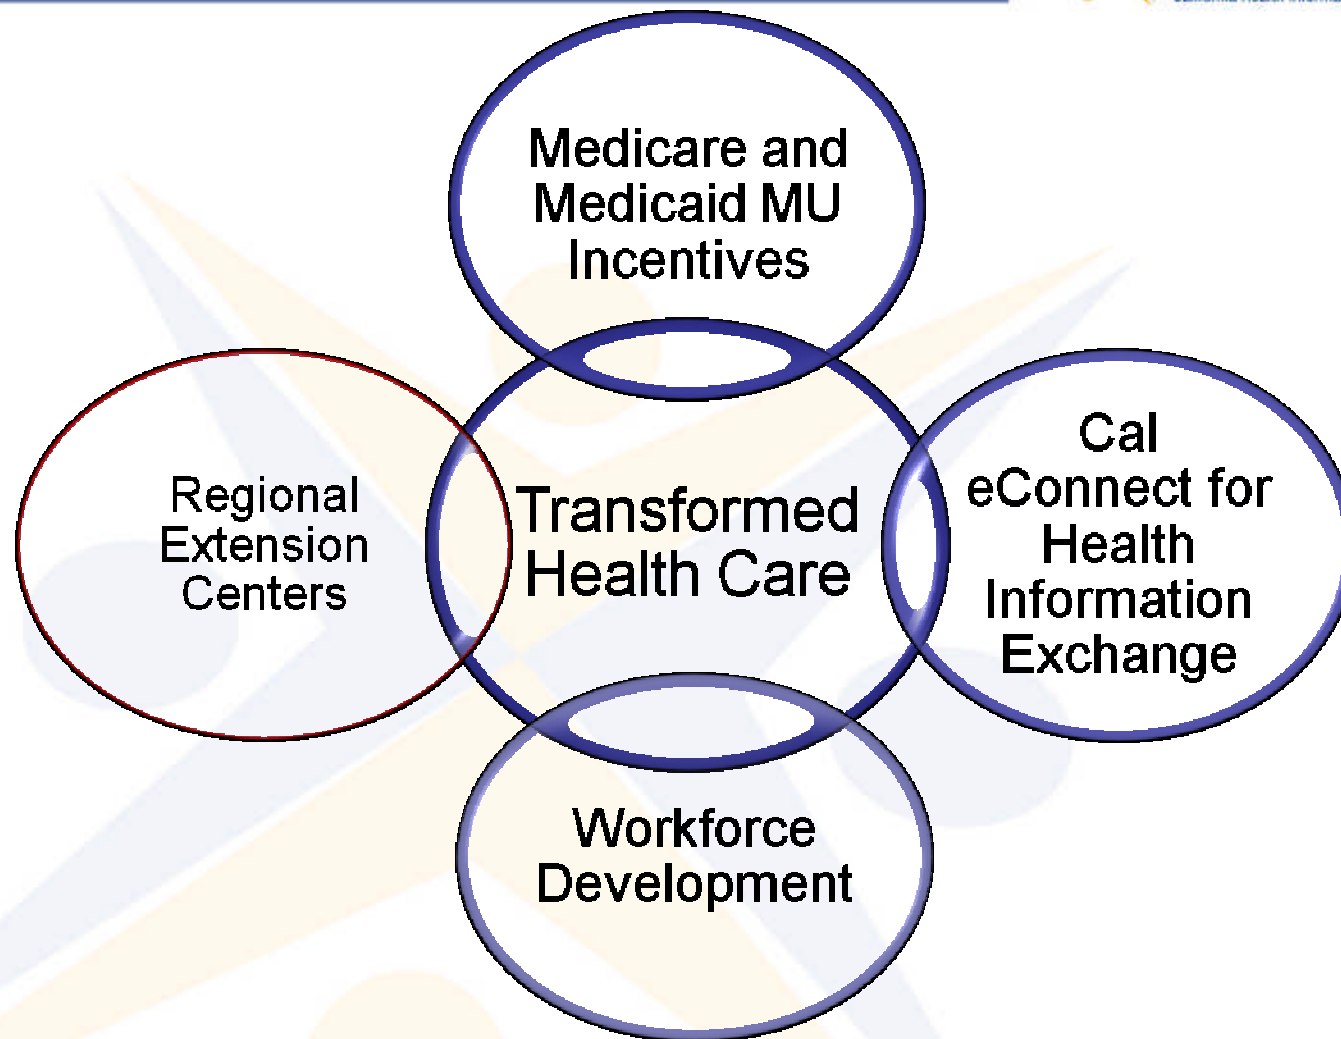 Medicare and
Medicaid MU
Incentives
Regional
Extension
Centers
Transformed
Health Care
Cal
eConnect for
Health
Information
Exchange
Workforce
Development